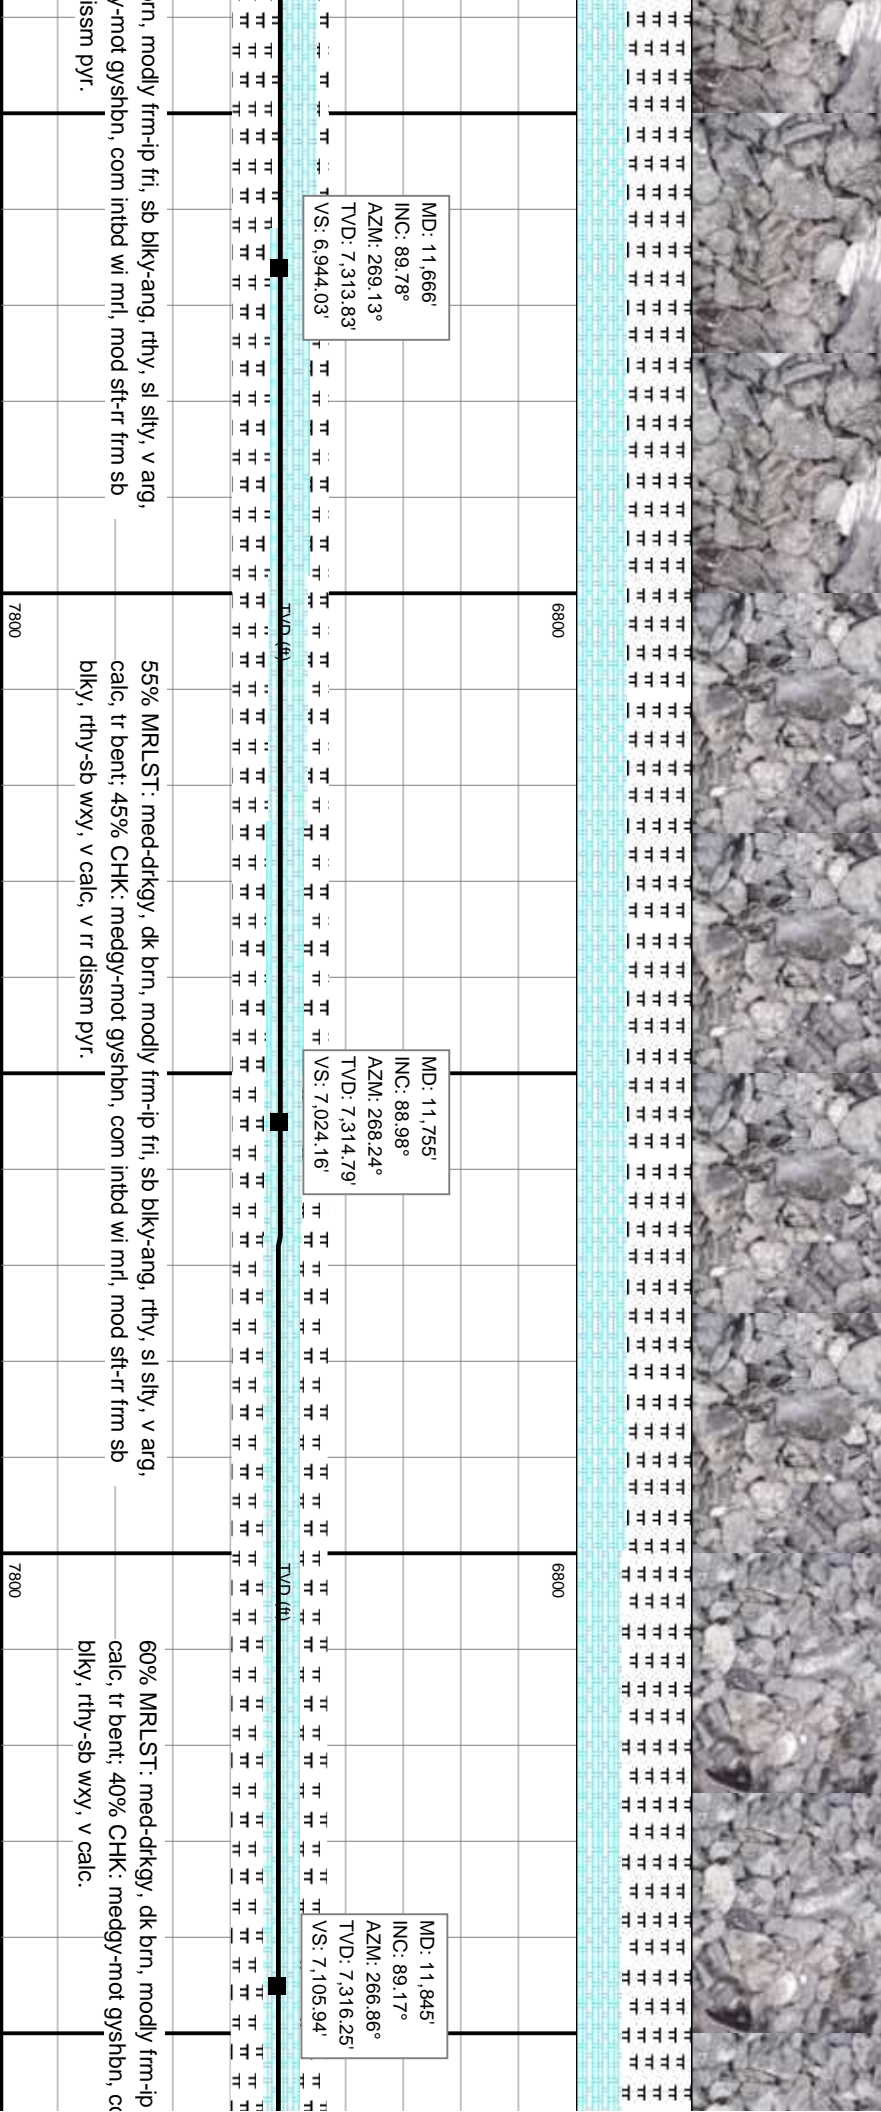 rn, modly frm-ip fri, sb blky-ang, rthy, sl slty, v arg,
y-mot gyshbn, com intbd wi mrl, mod sft-rr frm sb
issm pyr.
MD: 11,666'
INC: 89.78°
AZM: 269.13°
TVD: 7,313.83'
VS: 6,944.03'
6800
TVD (ft)
7800
55% MRLST: med-drkgy, dk brn, modly frm-ip fri, sb blky-ang, rthy, sl slty, v arg,
calc, tr bent; 45% CHK: medgy-mot gyshbn, com intbd wi mrl, mod sft-rr frm sb
blky, rthy-sb wxy, v calc, v rr dissm pyr.
MD: 11,755'
INC: 88.98°
AZM: 268.24°
TVD: 7,314.79'
VS: 7,024.16'
6800
TVD (ft)
7800
60% MRLST: med-drkgy, dk brn, modly frm-ip
calc, tr bent; 40% CHK: medgy-mot gyshbn, co
blky, rthy-sb wxy, v calc.
MD: 11,845'
INC: 89.17°
AZM: 266.86°
TVD: 7,316.25'
VS: 7,105.94'